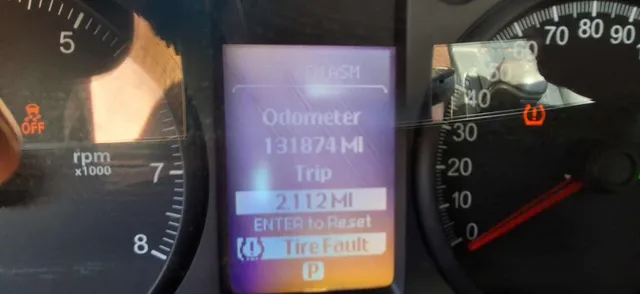 5
OFF
rpm
x1000
7
8
Odometer
131874 MI
Trip
2.112 MI
ENTER to Reset
Tire Fault
P
0
10
20
30
40
60
70
80
90